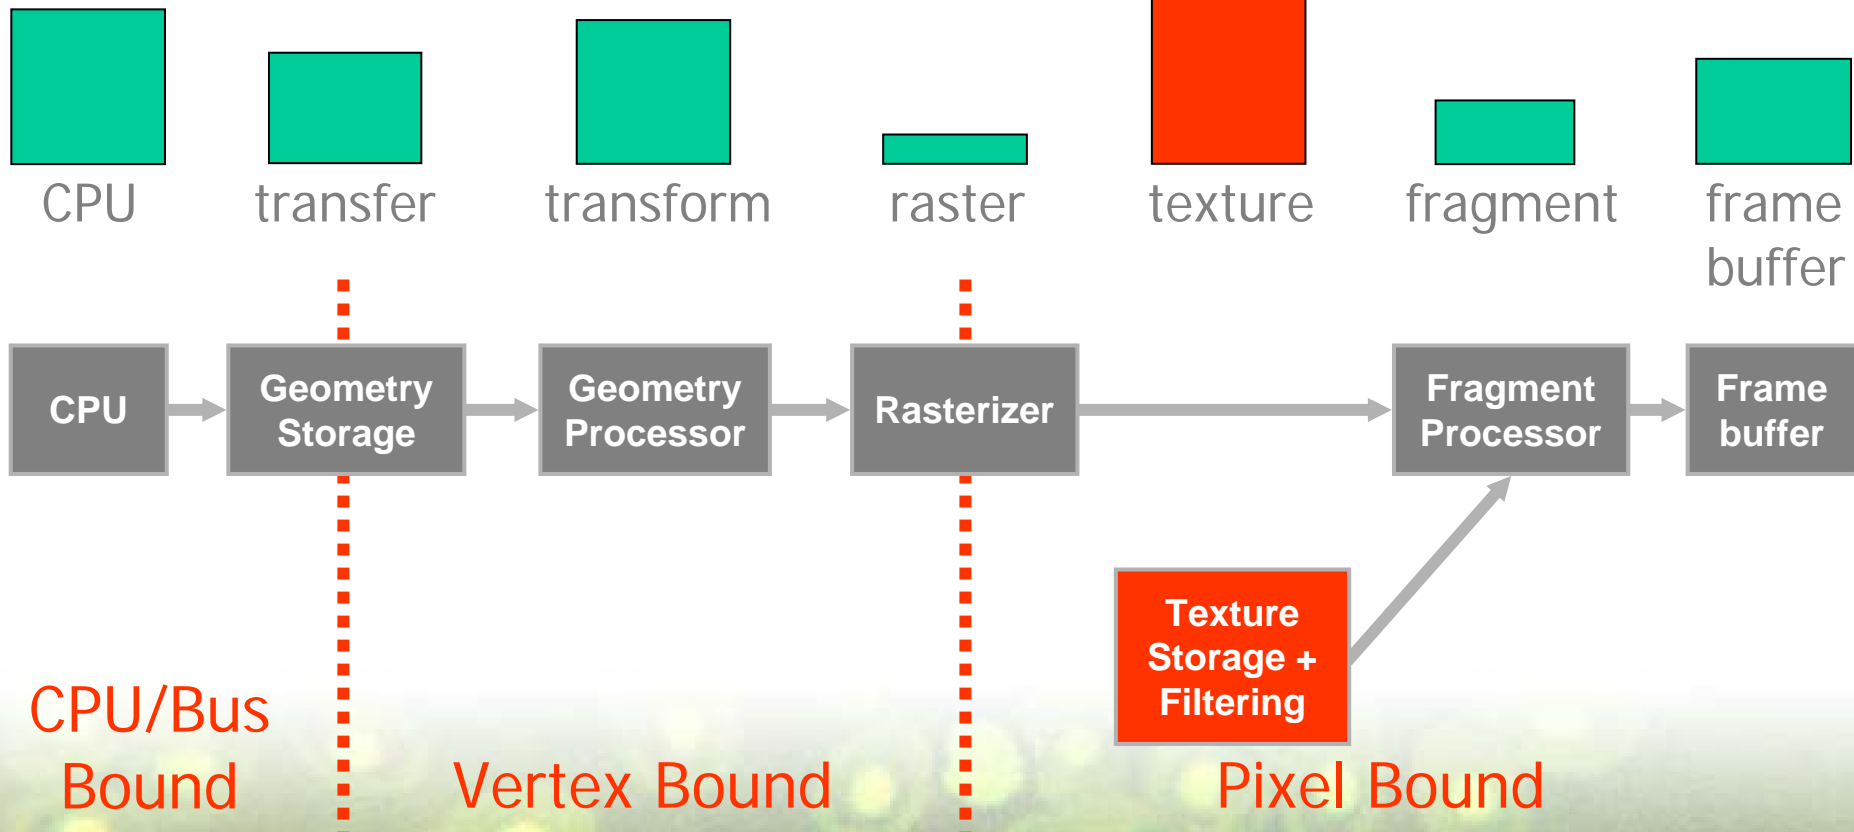 CPU
transfer
transform
raster
texture
fragment
frame
buffer
CPU
Geometry
Storage
Geometry
Processor
Rasterizer
Fragment
Processor
Frame
buffer
Texture
Storage +
Filtering
CPU/Bus
Bound
Vertex Bound
Pixel Bound